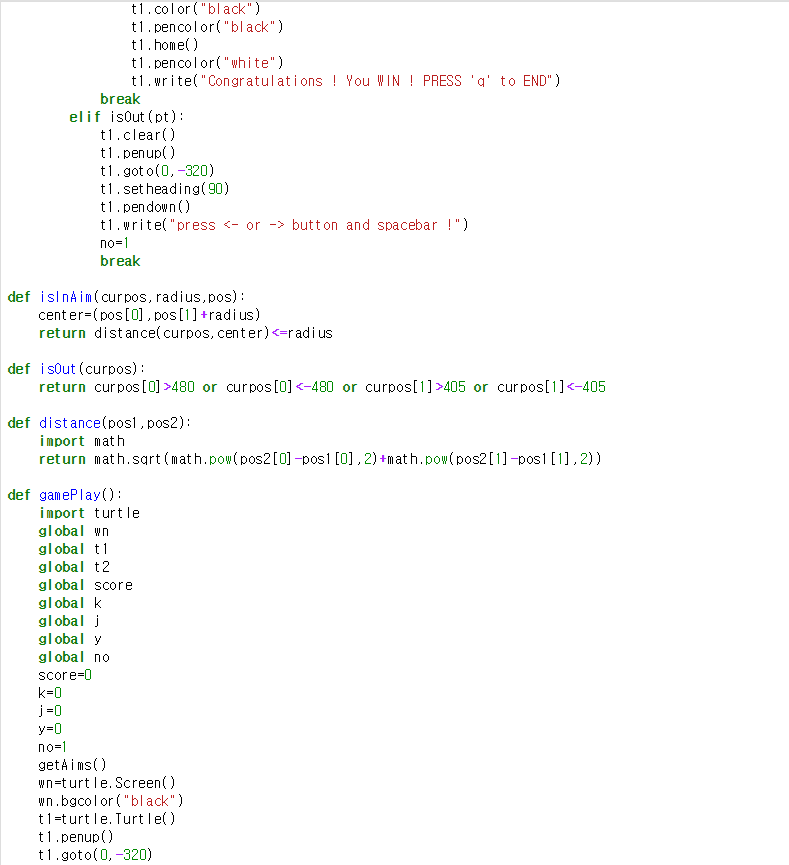 t1.color("black")
t1.pencolor("black")
t1.home()
t1.pencolor("white")
t1.write("Congratulations ! You WIN ! PRESS 'q' to END")
break
elif isOut(pt):
t1.clear()
t1.penup()
t1.goto(0,-320)
t1.setheading(90)
t1.pendown()
t1.write("press <- or -> button and spacebar !")
no=1
break
def isInAim(curpos,radius,pos):
center=(pos[0],pos[1]+radius)
return distance(curpos,center)<=radius
def isOut(curpos):
return curpos[0]>480 or curpos[0]<-480 or curpos[1]>405 or curpos[1]<-405
def distance(pos1,pos2):
import math
return math.sqrt(math.pow(pos2[0]-pos1[0],2)+math.pow(pos2[1]-pos1[1],2))
def gamePlay():
import turtle
global wn
global t1
global t2
global score
global k
global j
global y
global no
score=0
k=0
j=0
y=0
no=1
getAims()
wn=turtle.Screen()
wn.bgcolor("black")
t1=turtle.Turtle()
t1.penup()
t1.goto(0,-320)